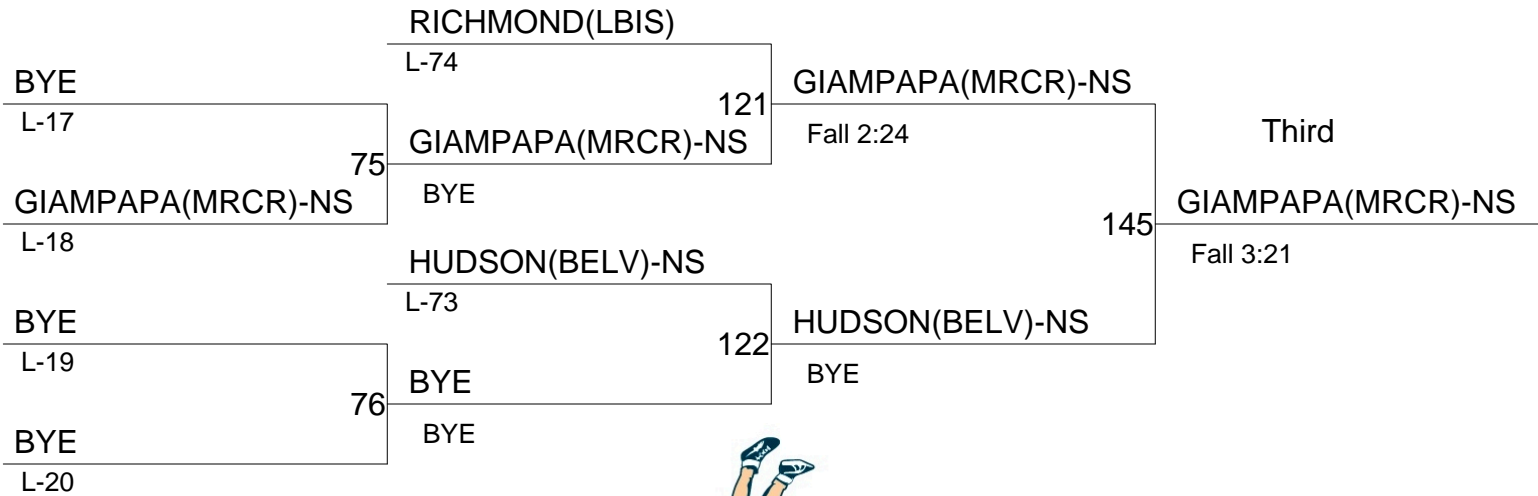 RICHMOND(LBIS)
L-74
BYE
L-17
121
GIAMPAPA(MRCR)-NS
Fall 2:24
Third
75
GIAMPAPA(MRCR)-NS
BYE
GIAMPAPA(MRCR)-NS
L-18
145
GIAMPAPA(MRCR)-NS
Fall 3:21
HUDSON(BELV)-NS
L-73
BYE
L-19
122
HUDSON(BELV)-NS
BYE
76
BYE
BYE
BYE
L-20